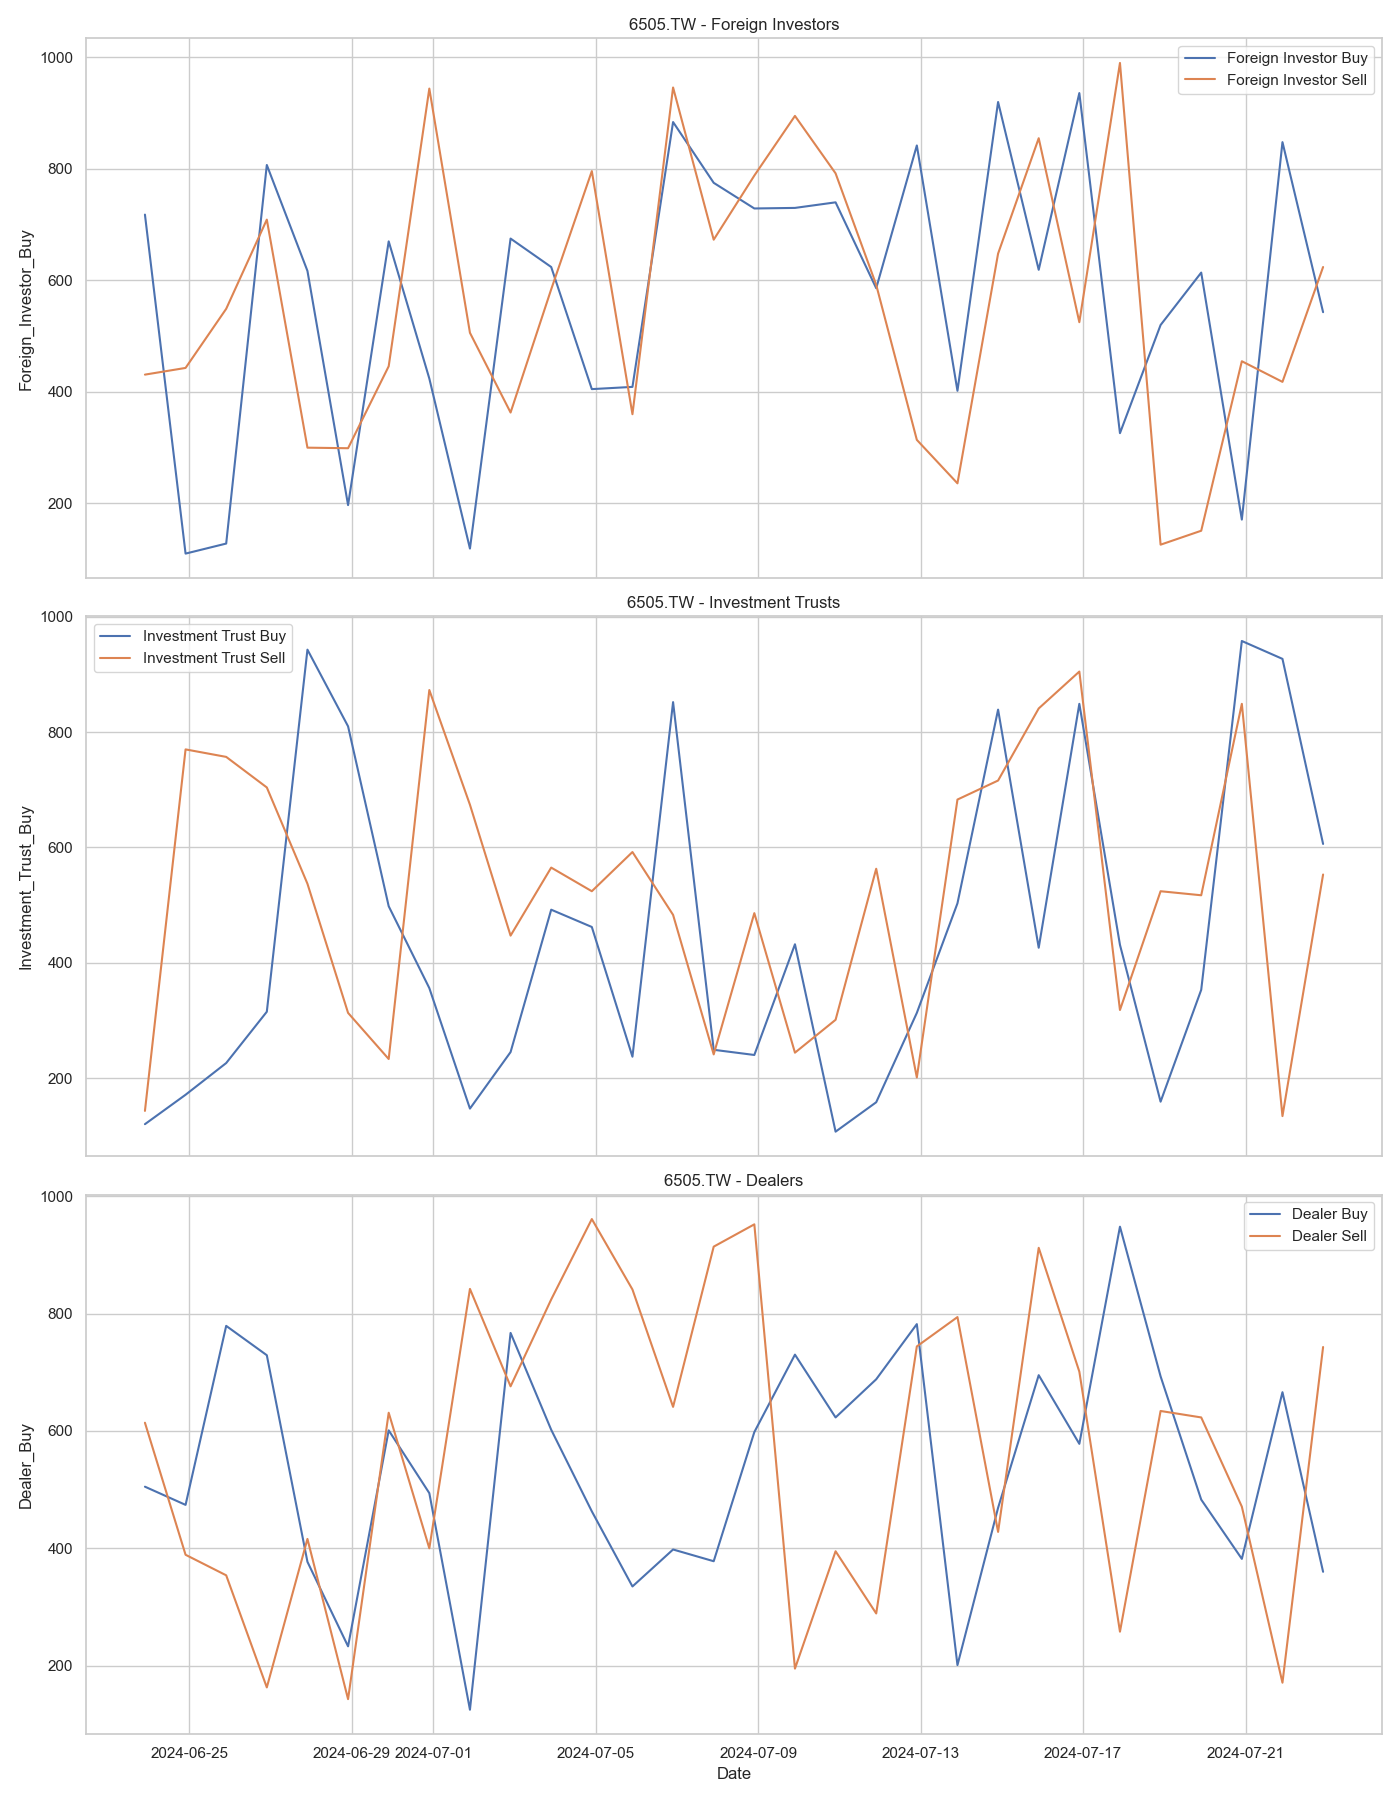 6505.TW - Foreign Investors
Foreign_Investor_Buy
1000
800
600
400
200
Foreign Investor Buy
Foreign Investor Sell
6505.TW - Investment Trusts
Investment_Trust_Buy
1000
800
600
400
200
Investment Trust Buy
Investment Trust Sell
6505.TW - Dealers
Dealer_Buy
1000
800
600
400
200
Dealer Buy
Dealer Sell
2024-06-25 2024-06-29 2024-07-01 2024-07-05 2024-07-09 2024-07-13 2024-07-17 2024-07-21
Date